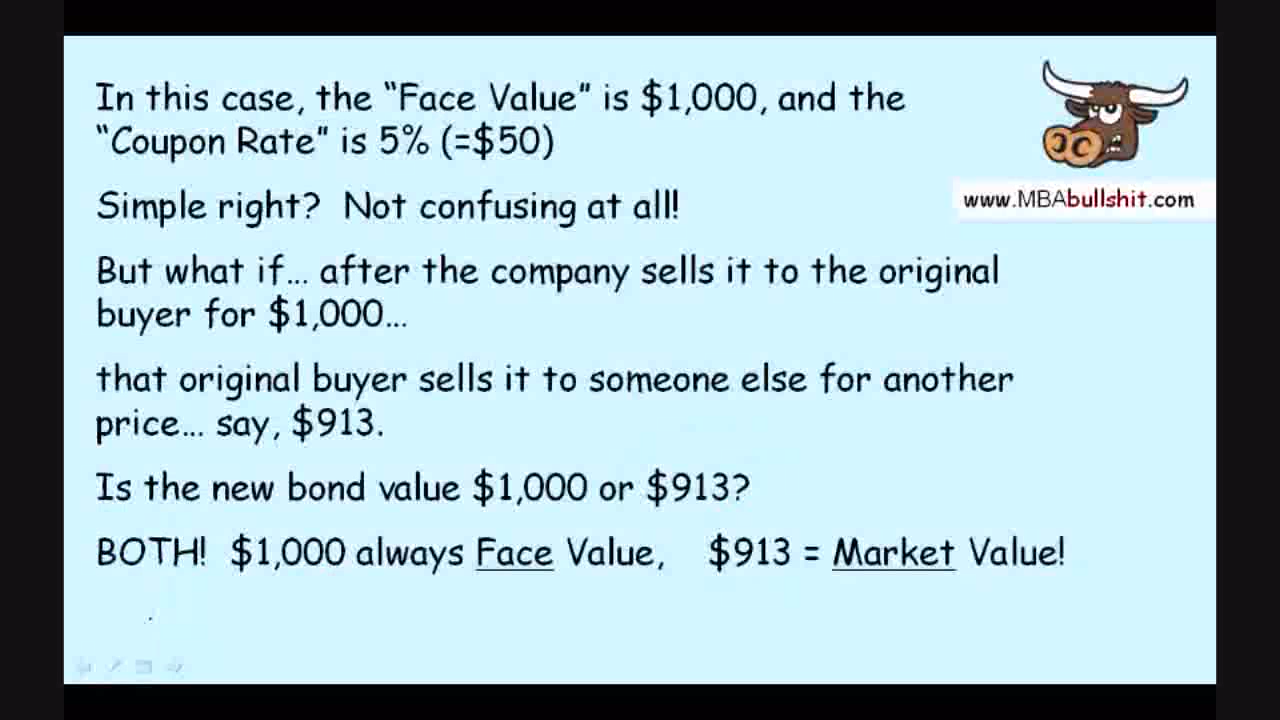 In this case, the “Face Value” is $1,000, and the
“Coupon Rate” is 5% (=$50)
www.MBAbullshit.com
Simple right?  Not confusing at all!
But what if... after the company sells it to the original
buyer for $1,000...
that original buyer sells it to someone else for another
price... say, $913.
Is the new bond value $1,000 or $913?
BOTH!  $1,000 always Face Value,    $913 = Market Value!